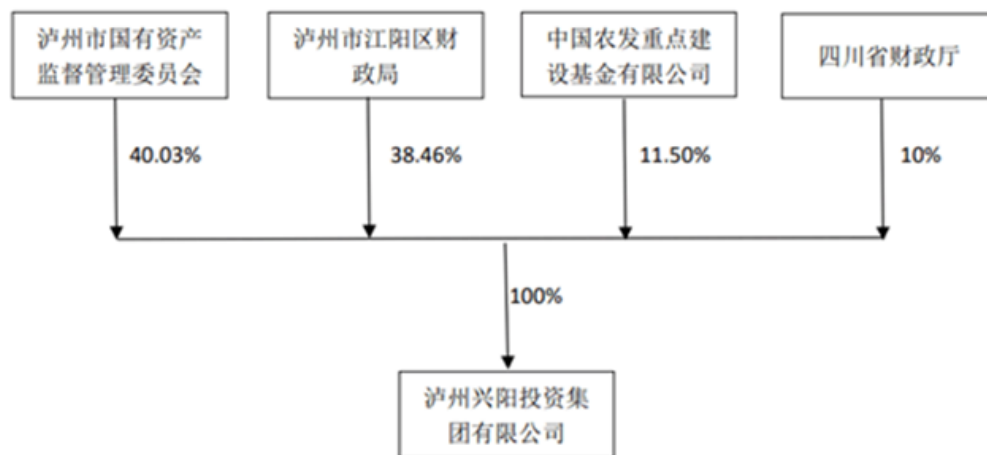 泸州市国有资产
监督管理委员会
泸州市江阳区财
政局
中国农发重点建
设基金有限公司
四川省财政厅
40.03%
38.46%
11.50%
10%
100%
泸州兴阳投资集
团有限公司